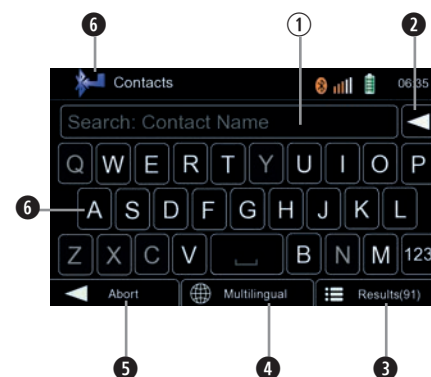 6 1 2
Contacts 06:35
Search: Contact Name
Q W E R T Y U I O P
6 A S D F G H J K L
Z X C V B N M 123
Abort Multilingual Results(91)
5 4 3